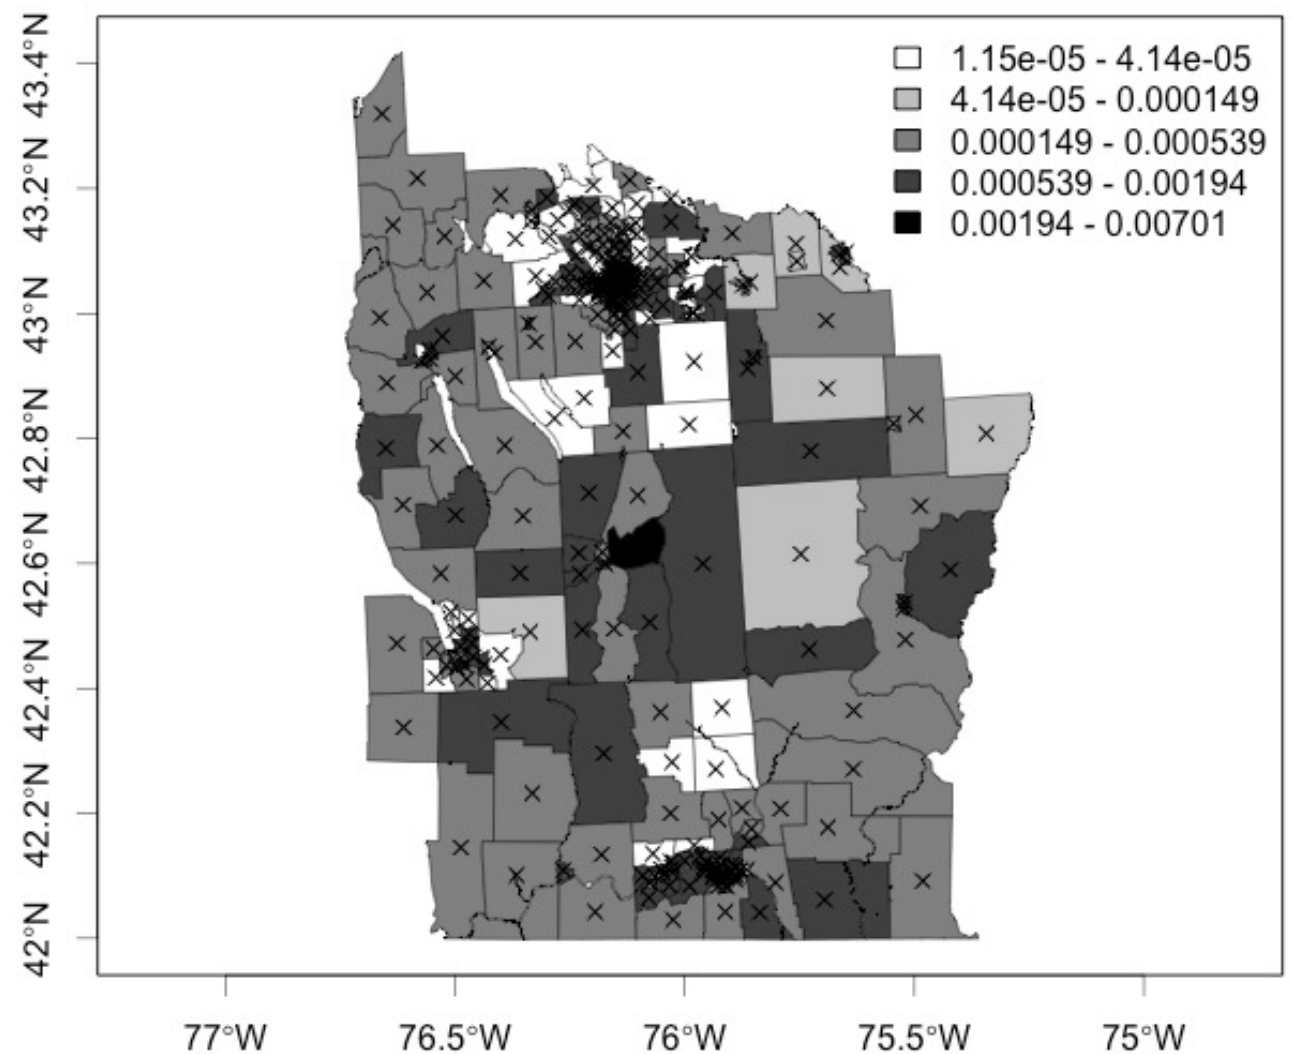 1.15e-05 - 4.14e-05
4.14e-05 - 0.000149
0.000149 - 0.000539
0.000539 - 0.00194
0.00194 - 0.00701
43.4°N
43.2°N
43°N
42.8°N
42.6°N
42.4°N
42.2°N
42°N
77°W 76.5°W 76°W 75.5°W 75°W